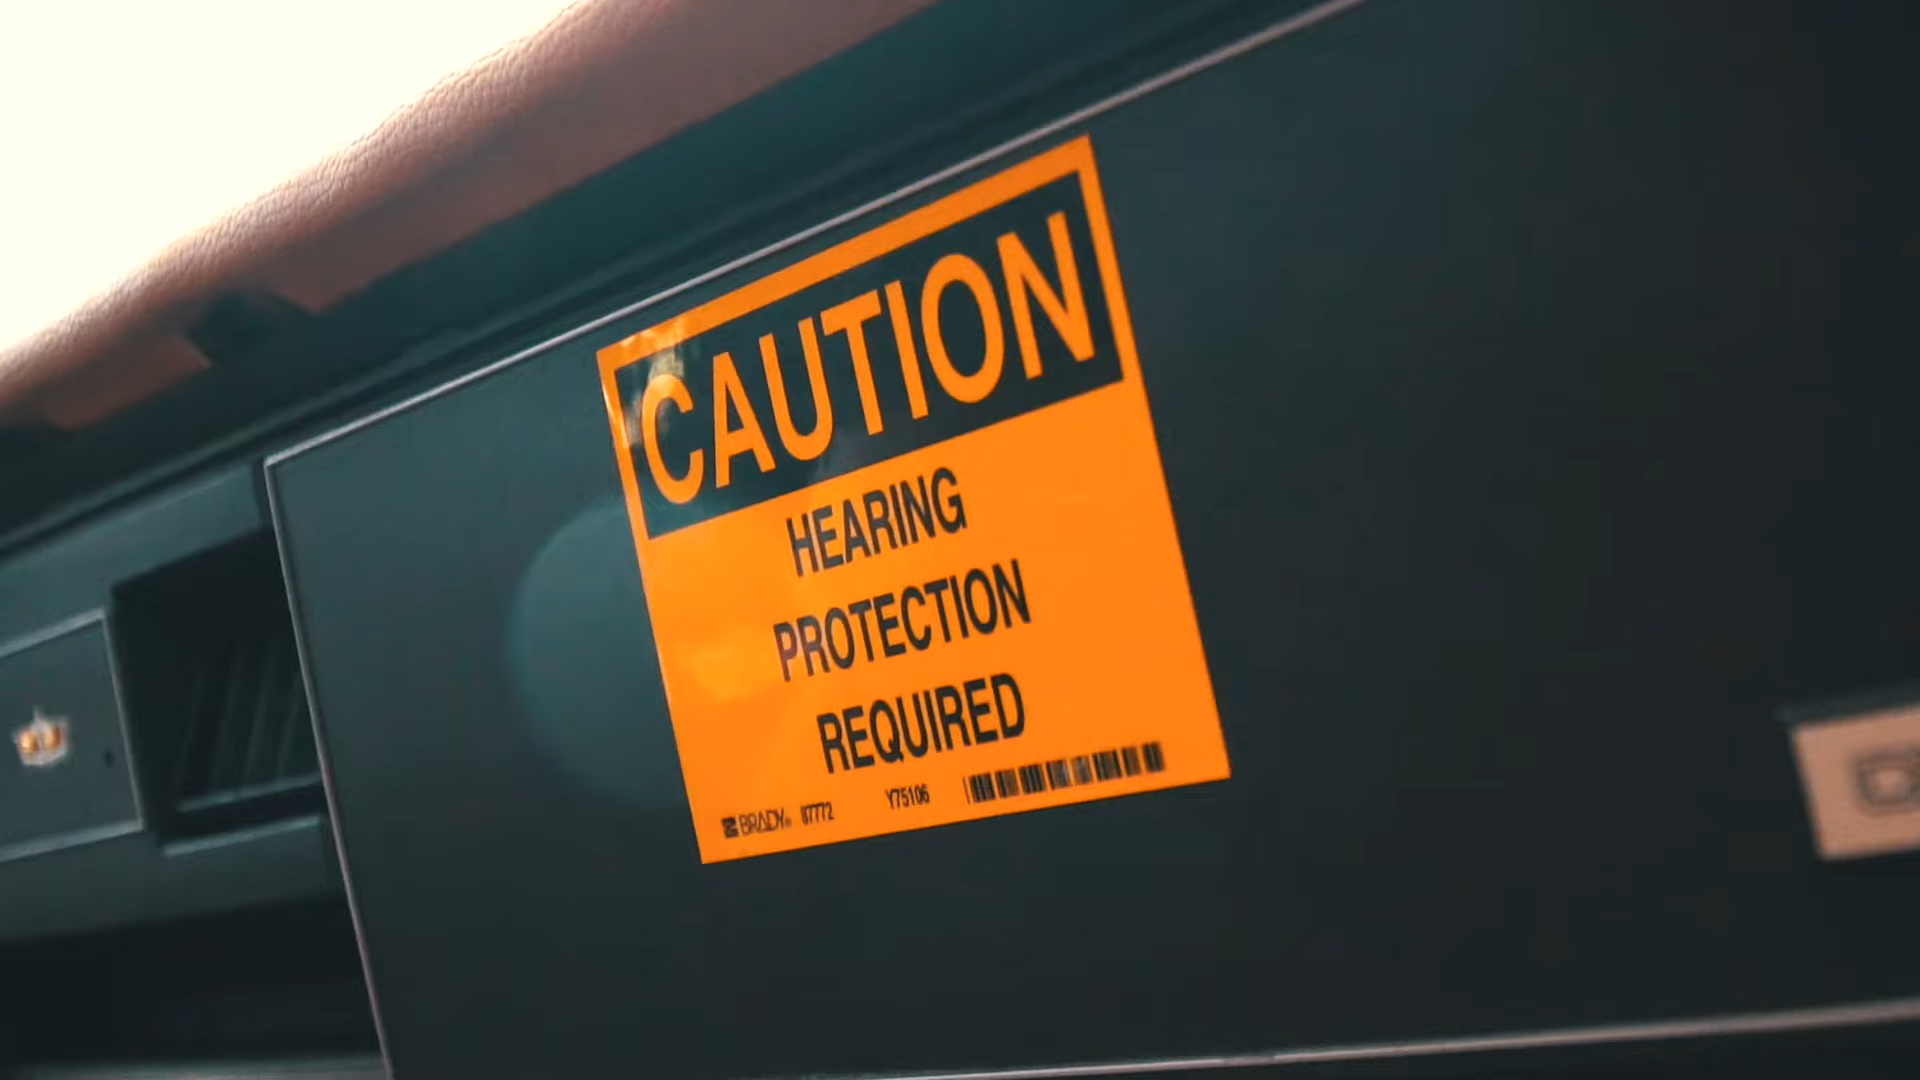 CAUTION
HEARING
PROTECTION
REQUIRED
BRADY® 87772 Y75106